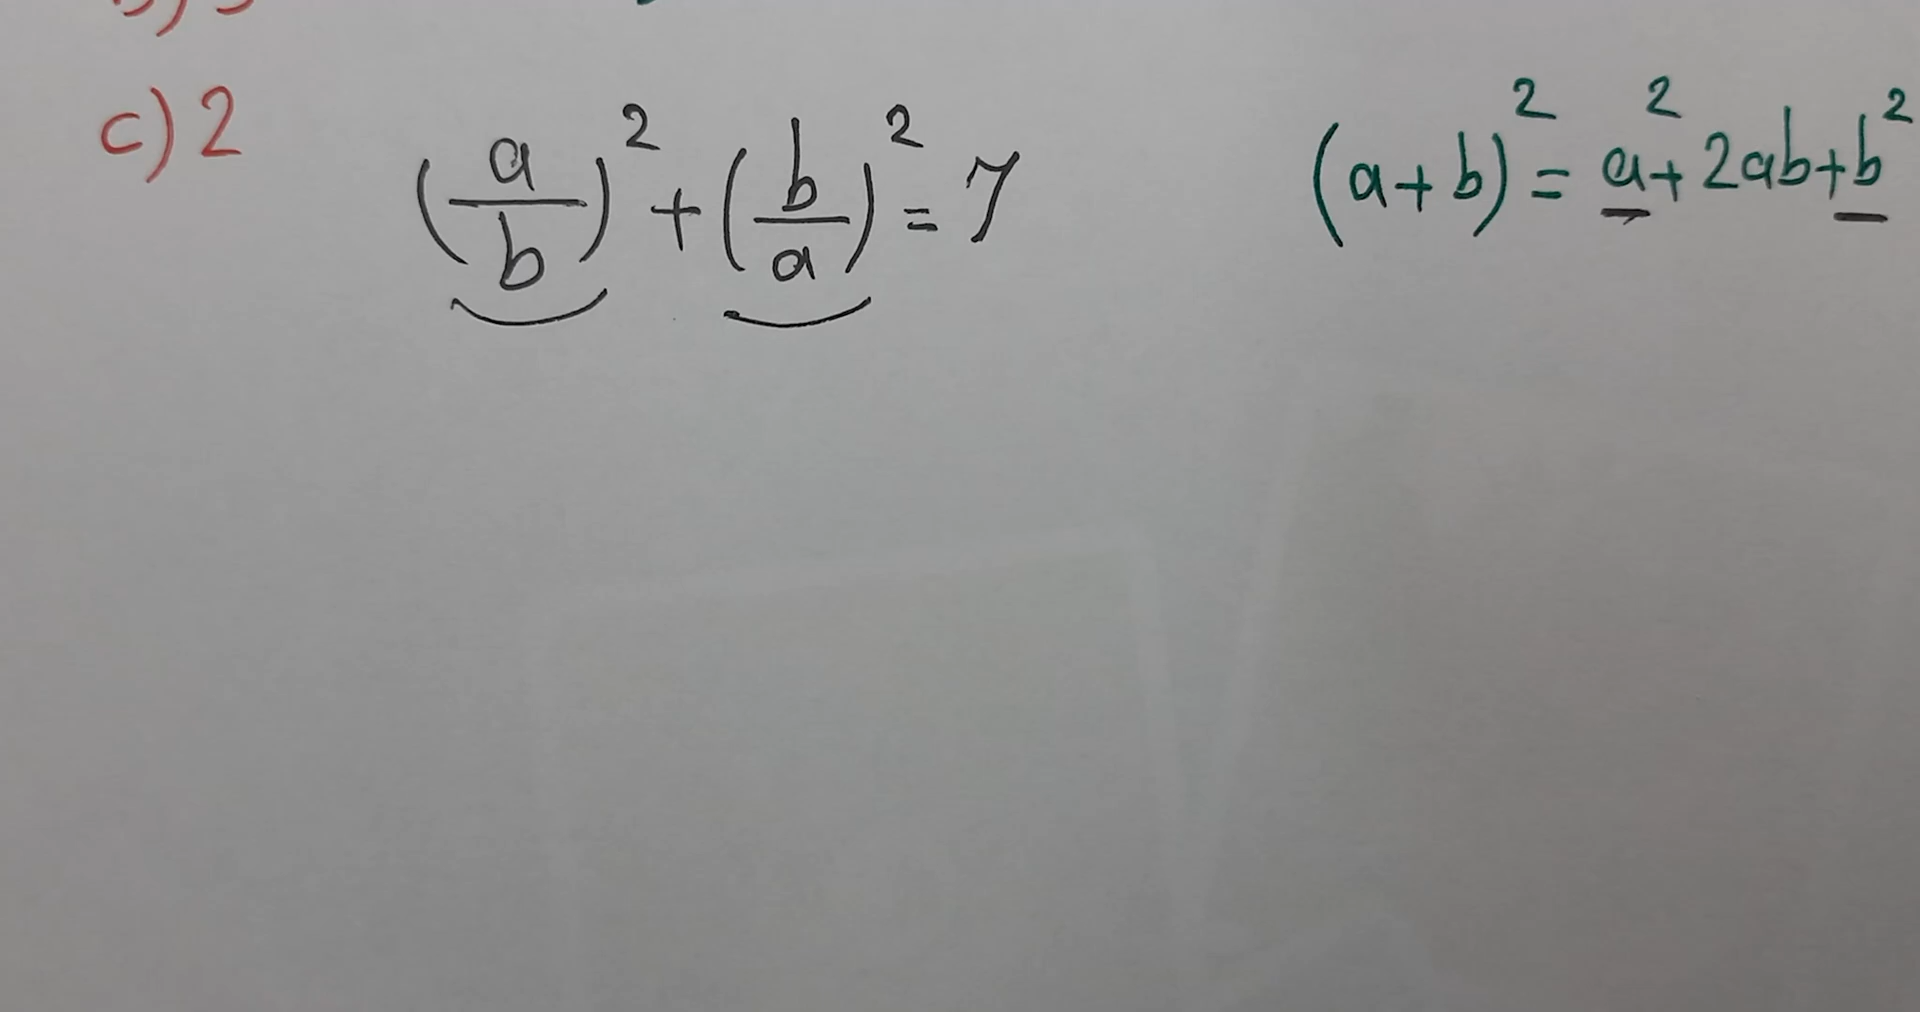 c) 2
(a/b)² + (b/a)² = 7
(a+b)² = a² + 2ab + b²